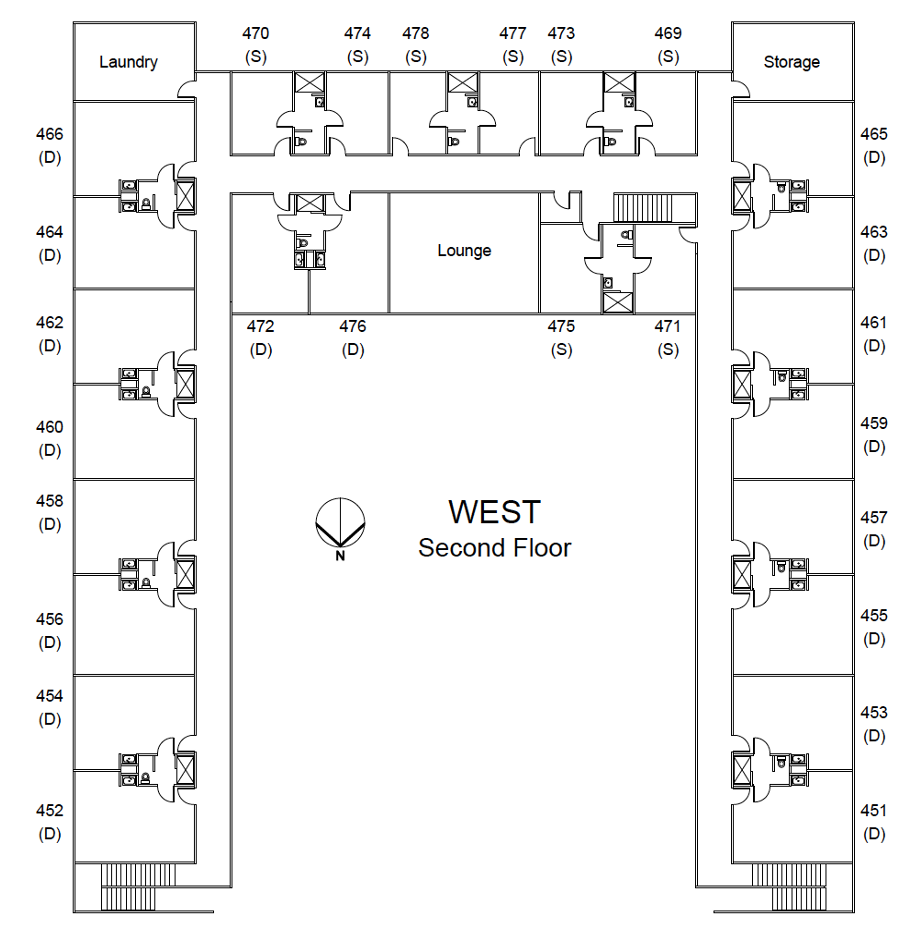 470 474 478 477 473 469
(S) (S) (S) (S) (S) (S)
Laundry
Storage
466
(D)
465
(D)
464
(D)
463
(D)
Lounge
472 476 475 471
(D) (D) (S) (S)
462
(D)
461
(D)
460
(D)
459
(D)
458
(D)
457
(D)
WEST
Second Floor
N
456
(D)
455
(D)
454
(D)
453
(D)
452
(D)
451
(D)